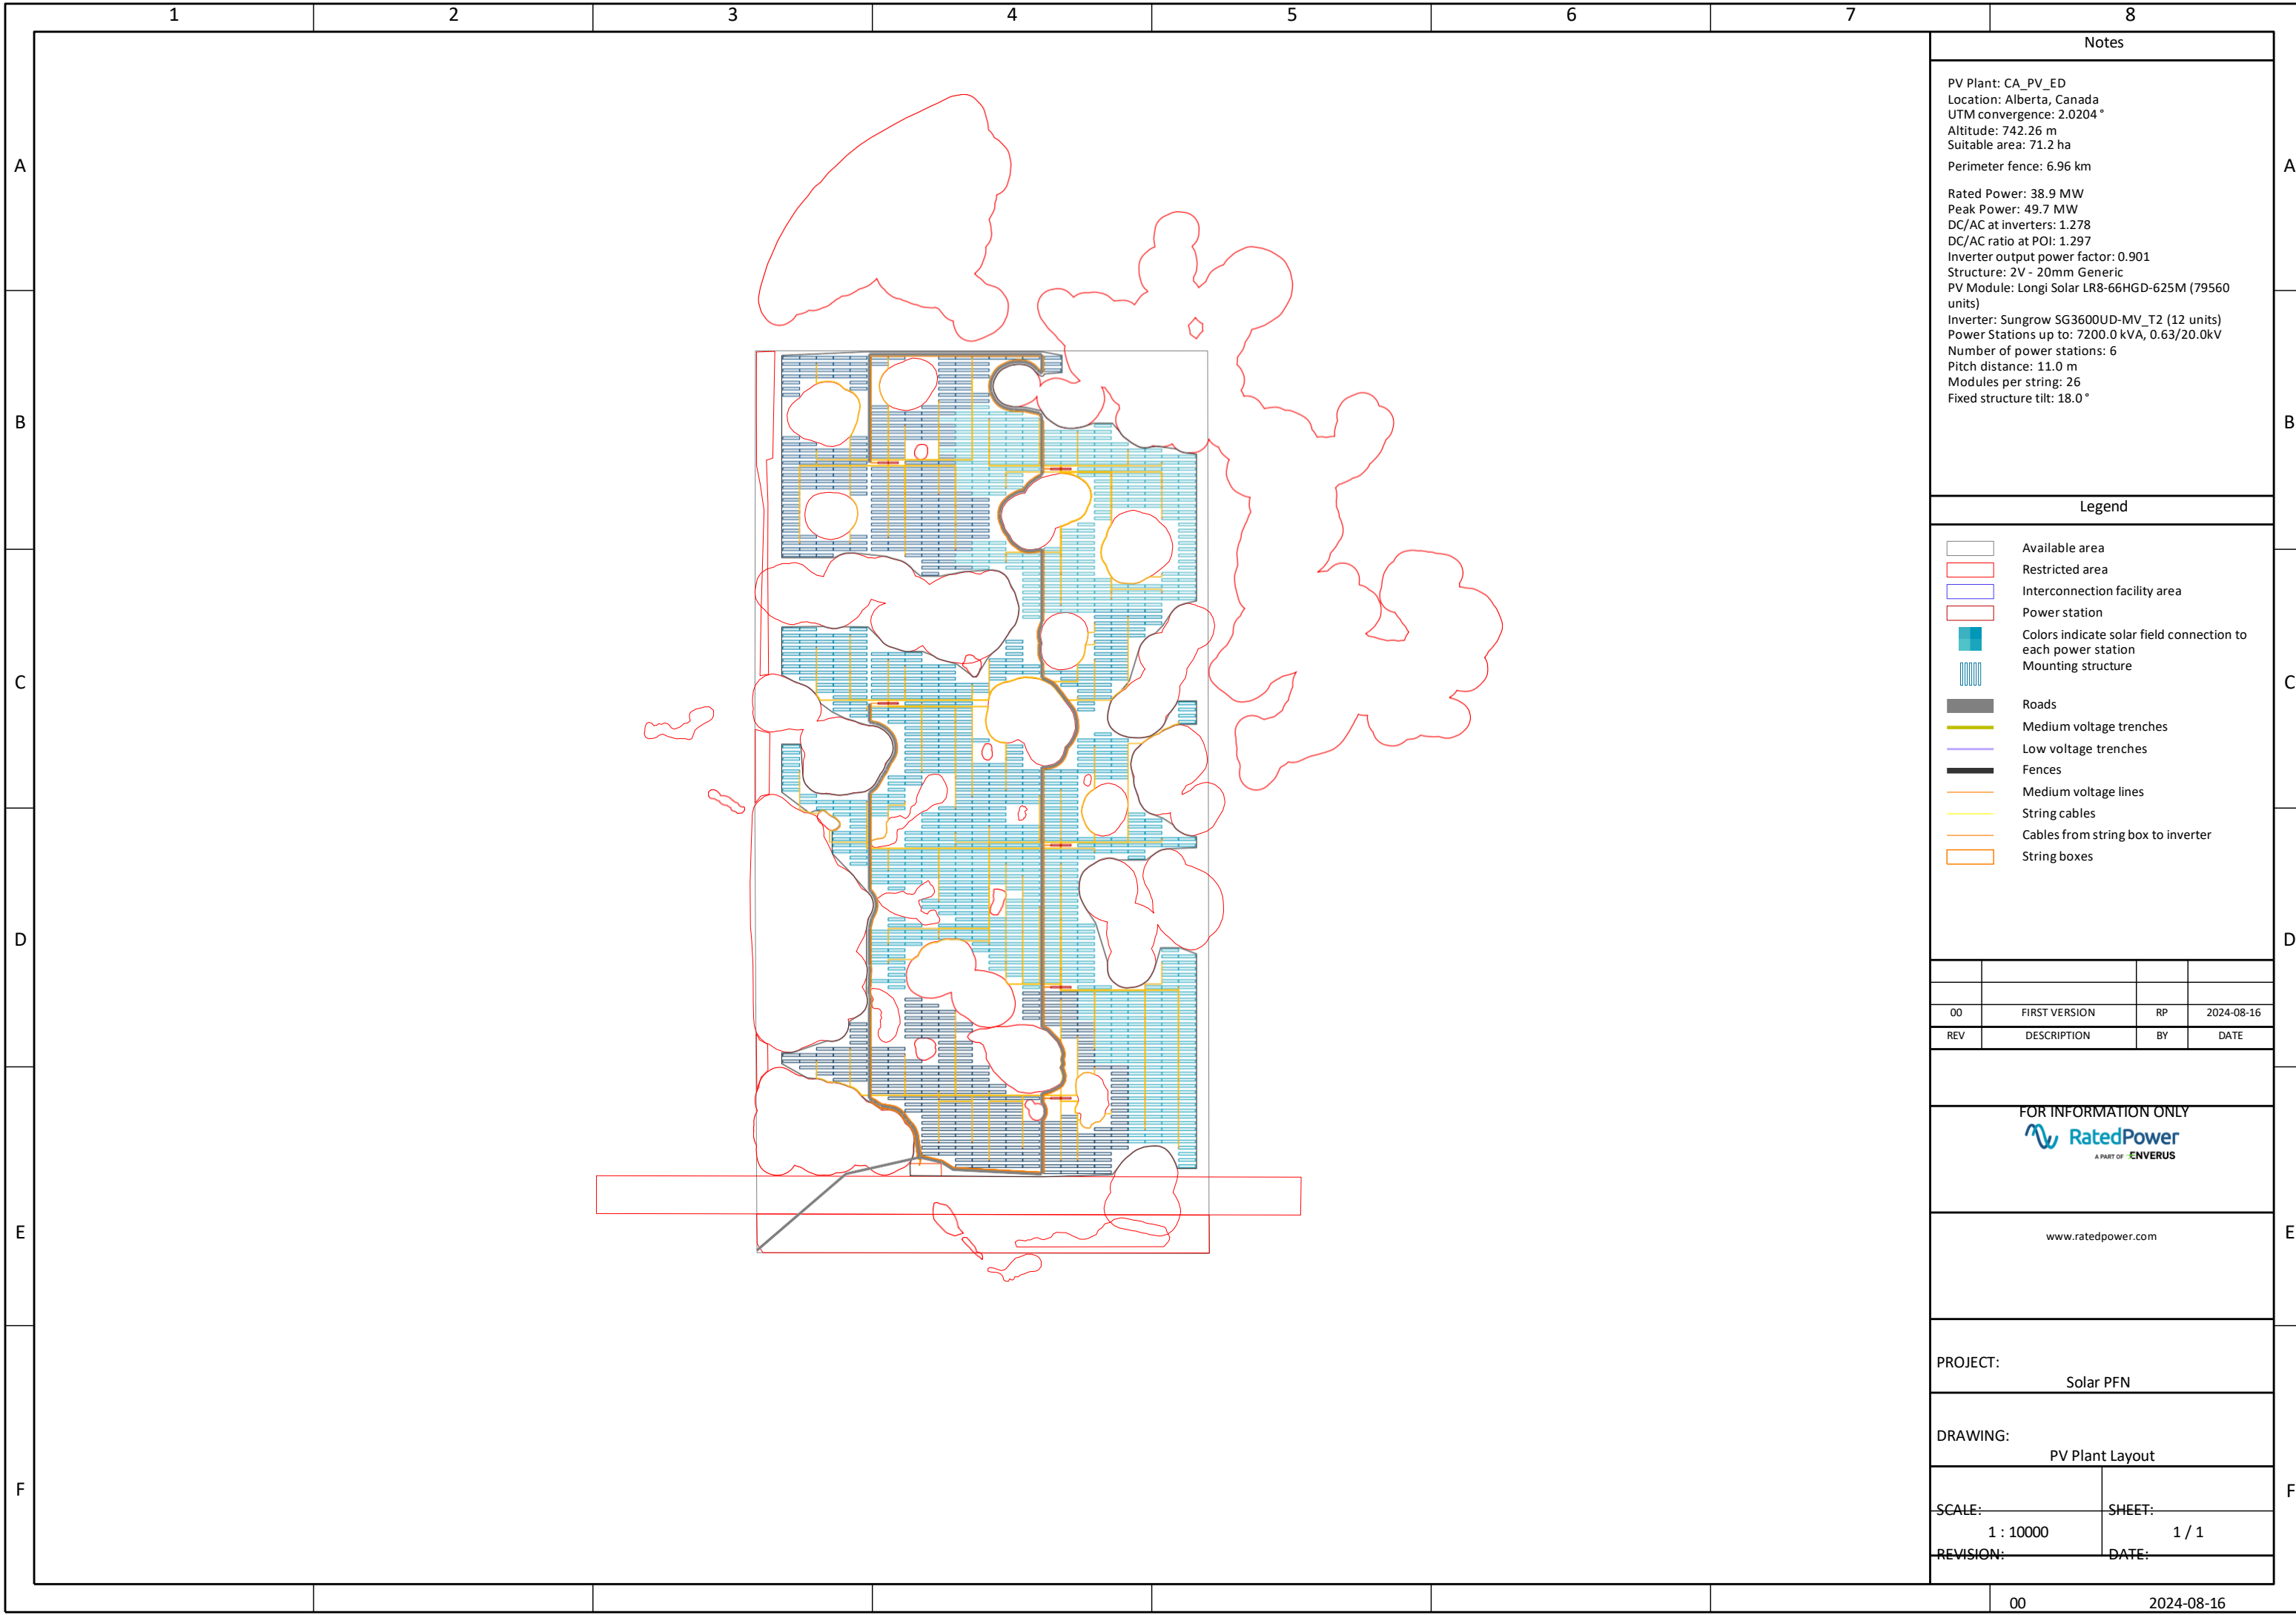 1 2 3 4 5 6 7 8
A A
B B
C C
D D
E E
F F
Notes
PV Plant: CA_PV_ED
Location: Alberta, Canada
UTM convergence: 2.0204 °
Altitude: 742.26 m
Suitable area: 71.2 ha
Perimeter fence: 6.96 km
Rated Power: 38.9 MW
Peak Power: 49.7 MW
DC/AC at inverters: 1.278
DC/AC ratio at POI: 1.297
Inverter output power factor: 0.901
Structure: 2V - 20mm Generic
PV Module: Longi Solar LR8-66HGD-625M (79560
units)
Inverter: Sungrow SG3600UD-MV_T2 (12 units)
Power Stations up to: 7200.0 kVA, 0.63/20.0kV
Number of power stations: 6
Pitch distance: 11.0 m
Modules per string: 26
Fixed structure tilt: 18.0 °
Legend
Available area
Restricted area
Interconnection facility area
Power station
Colors indicate solar field connection to
each power station
Mounting structure
Roads
Medium voltage trenches
Low voltage trenches
Fences
Medium voltage lines
String cables
Cables from string box to inverter
String boxes
00 FIRST VERSION RP 2024-08-16
REV DESCRIPTION BY DATE
FOR INFORMATION ONLY
RatedPower
A PART OF ENVERUS
www.ratedpower.com
PROJECT:
Solar PFN
DRAWING:
PV Plant Layout
SCALE: SHEET:
1 : 10000 1 / 1
REVISION: DATE:
00 2024-08-16